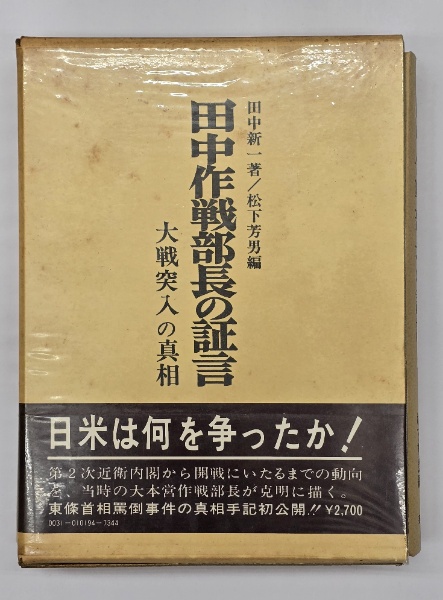 田中新一著/松下芳男編
田中作戦部長の証言
大戦突入の真相
日米は何を争ったか!
第2次近衛内閣から開戦にいたるまでの動向
を、当時の大本営作戦部長が克明に描く。
東條首相罵倒事件の真相手記初公開!!¥2,700
0031-010194-7344